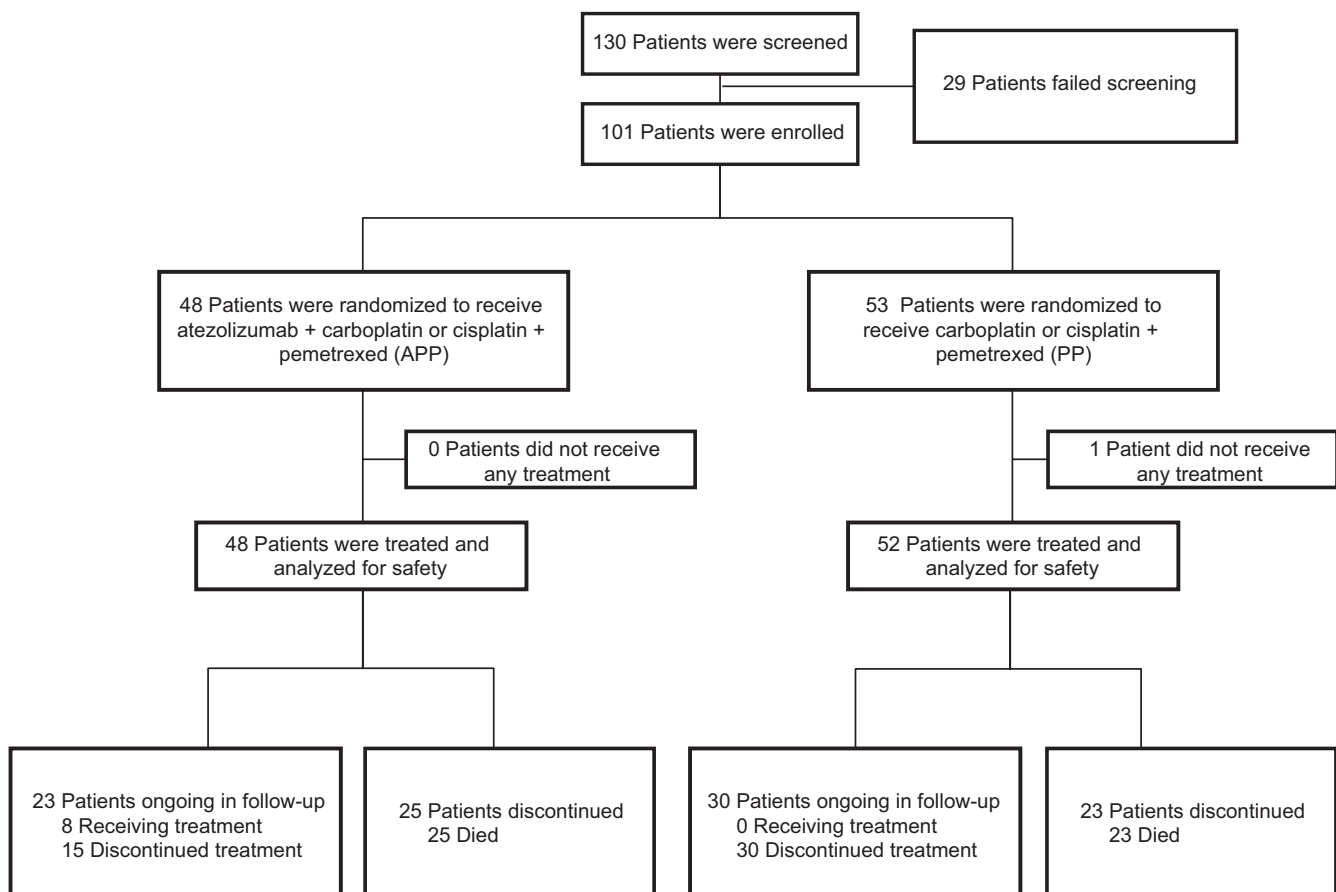 130 Patients were screened
29 Patients failed screening
101 Patients were enrolled
48 Patients were randomized to receive
atezolizumab + carboplatin or cisplatin +
pemetrexed (APP)
53 Patients were randomized to
receive carboplatin or cisplatin +
pemetrexed (PP)
0 Patients did not receive
any treatment
1 Patient did not receive
any treatment
48 Patients were treated and
analyzed for safety
52 Patients were treated and
analyzed for safety
23 Patients ongoing in follow-up
8 Receiving treatment
15 Discontinued treatment
25 Patients discontinued
25 Died
30 Patients ongoing in follow-up
0 Receiving treatment
30 Discontinued treatment
23 Patients discontinued
23 Died